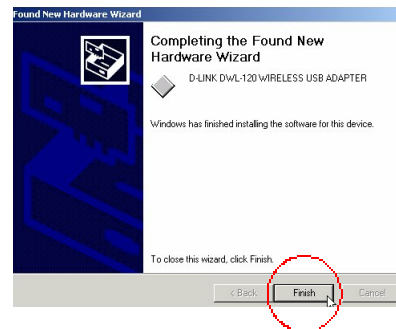 Found New Hardware Wizard
Completing the Found New
Hardware Wizard
D-LINK DWL-120 WIRELESS USB ADAPTER
Windows has finished installing the software for this device.
To close this wizard, click Finish.
< Back Finish Cancel